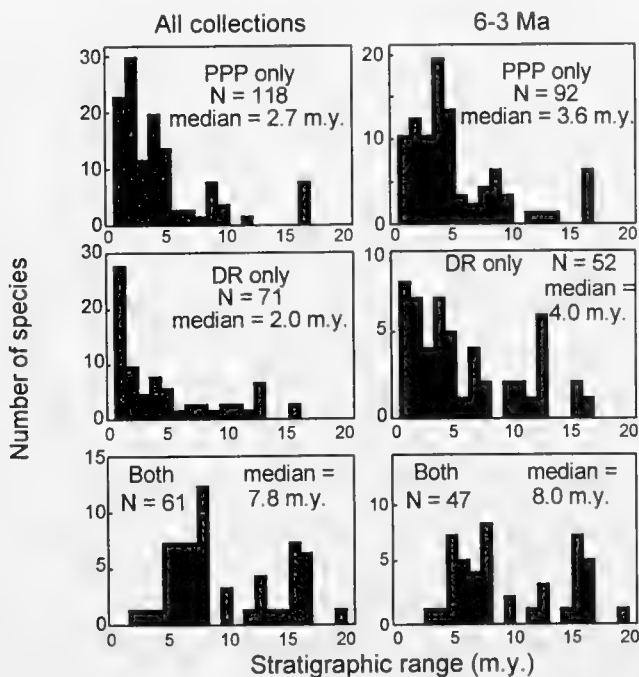 All collections
6-3 Ma
30
20
10
0
PPP only
N = 118
median = 2.7 m.y.
0 5 10 15 20
20
10
0
PPP only
N = 92
median = 3.6 m.y.
0 5 10 15 20
30
20
10
0
DR only
N = 71
median = 2.0 m.y.
0 5 10 15 20
10
5
0
DR only N = 52
median =
4.0 m.y.
0 5 10 15 20
15
10
5
0
Both
N = 61
median =
7.8 m.y.
0 5 10 15 20
10
5
0
Both
N = 47
median =
8.0 m.y.
0 5 10 15 20
Number of species
Stratigraphic range (m.y.)